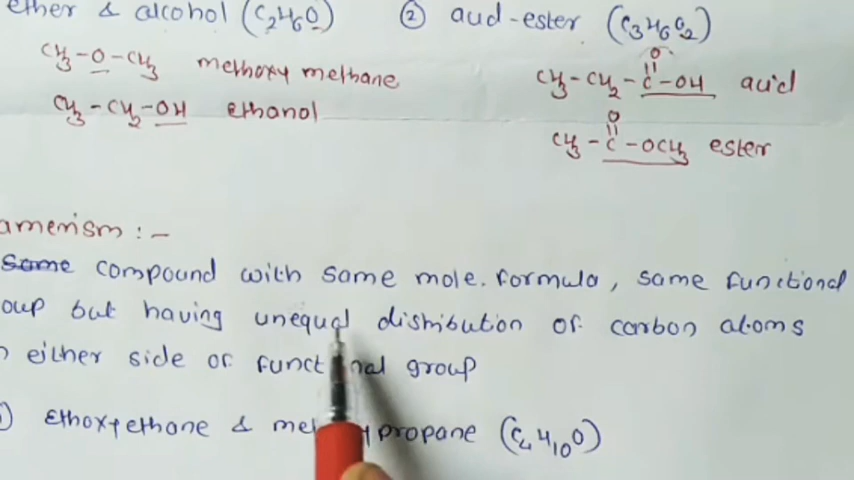 ether & alcohol (C₂H₆O)
② acid-ester (C₃H₆O₂)
CH₃-O-CH₃ methoxy methane
CH₃-CH₂-OH ethanol
O
CH₃-CH₂-C-OH acid
O
CH₃-C-OCH₃ ester
amerism :-
Same compound with same mole. formula, same functional
oup but having unequal distribution of carbon atoms
n either side of group
Ethoxyethane & propane (C₄H₁₀O)